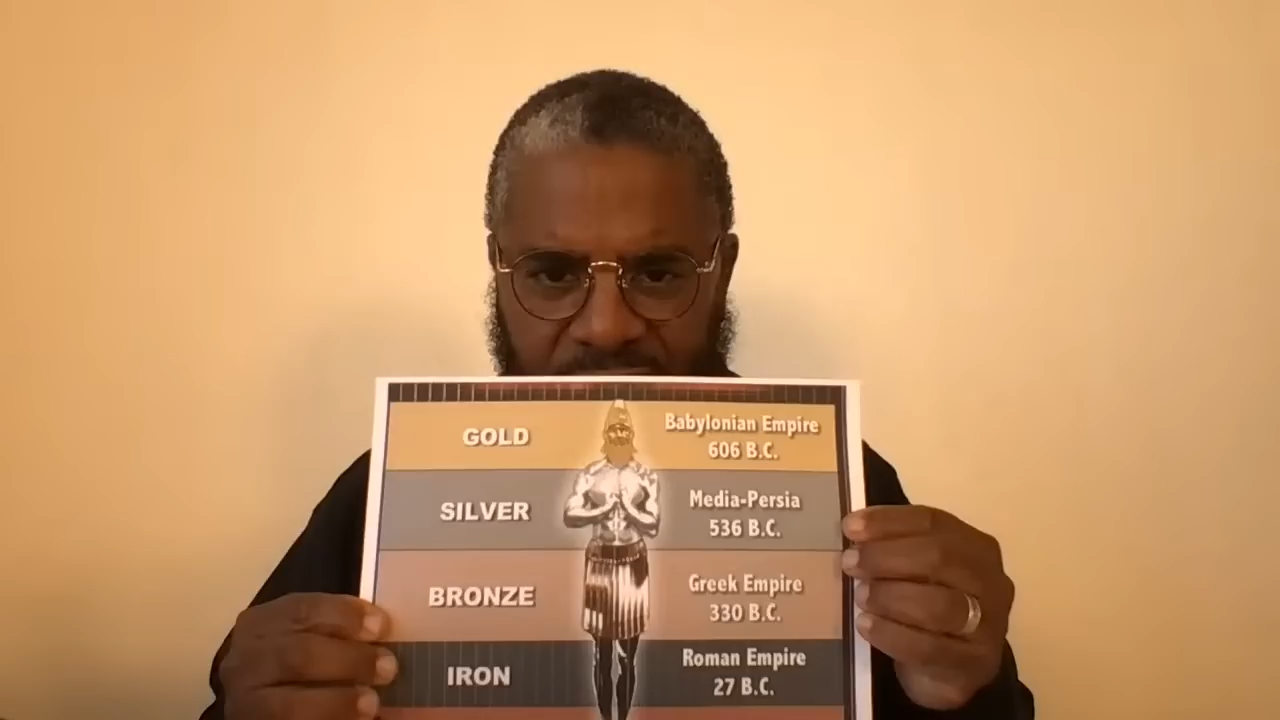 GOLD
Babylonian Empire
606 B.C.
SILVER
Media-Persia
536 B.C.
BRONZE
Greek Empire
330 B.C.
IRON
Roman Empire
27 B.C.